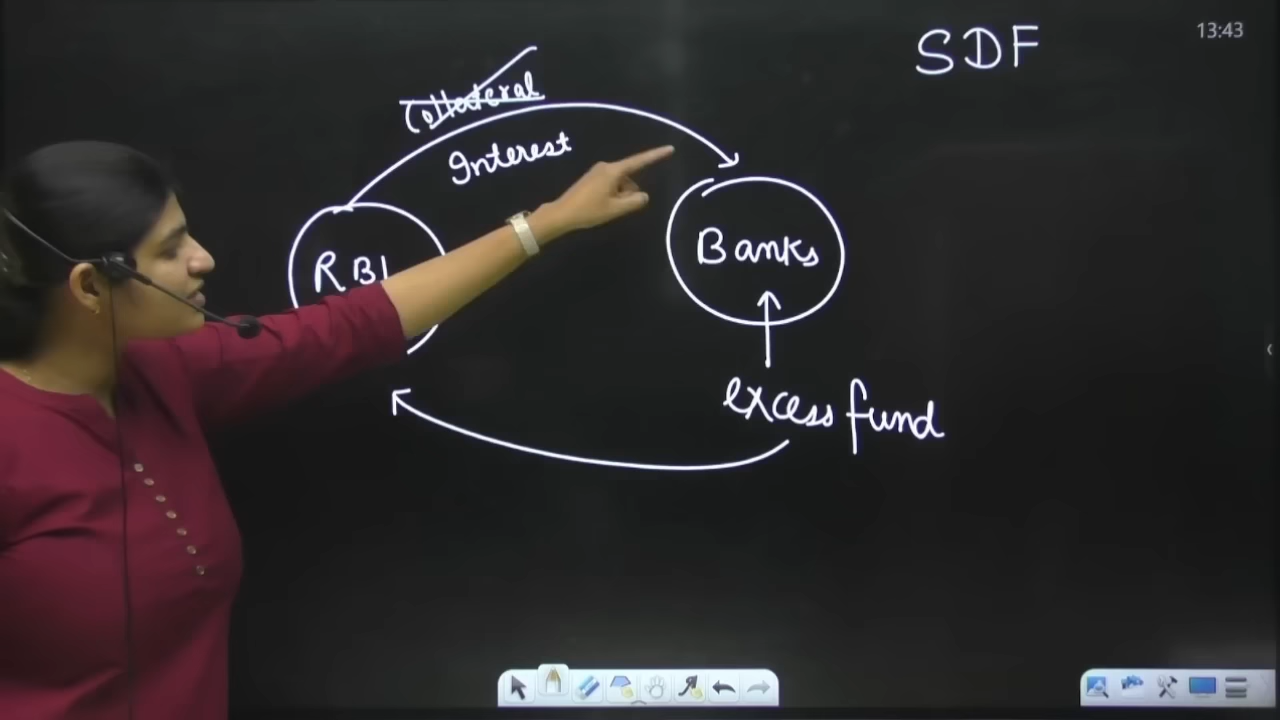 SDF
13:43
Collateral
Interest
RBI
Banks
excess fund